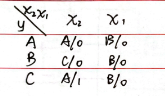 X₂X₁
y X₂ X₁
A A/0 B/0
B C/0 B/0
C A/1 B/0